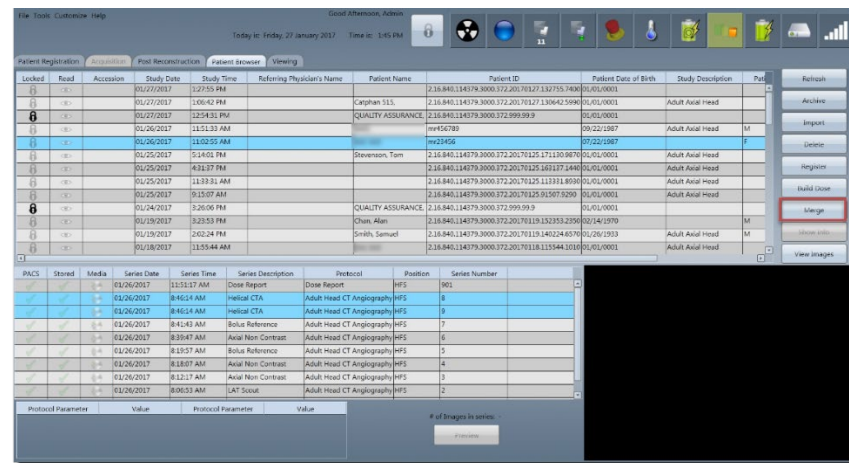 File Tools Customize Help
Good Afternoon, Admin
Today is: Friday, 27 January 2017 Time is: 1:45 PM
11
Patient Registration Acquisition Post Reconstruction Patient Browser Viewing
Locked Read Accession Study Date Study Time Referring Physician's Name Patient Name Patient ID Patient Date of Birth Study Description Pati
01/27/2017 1:27:55 PM 2.16.840.114379.3000.372.20170127.132755.7400 01/01/0001
01/27/2017 1:06:42 PM Catphan 515, 2.16.840.114379.3000.372.20170127.130642.5990 01/01/0001 Adult Axial Head
01/27/2017 12:54:31 PM QUALITY ASSURANCE, 2.16.840.114379.3000.372.999.99.9 01/01/0001
01/26/2017 11:51:33 AM mr456789 09/22/1987 Adult Axial Head M
01/26/2017 11:02:55 AM mr23456 07/22/1987 F
01/25/2017 5:14:01 PM Stevenson, Tom 2.16.840.114379.3000.372.20170125.171130.9870 01/01/0001 Adult Axial Head
01/25/2017 4:31:37 PM 2.16.840.114379.3000.372.20170125.163137.1440 01/01/0001 Adult Axial Head
01/25/2017 11:33:31 AM 2.16.840.114379.3000.372.20170125.113331.8930 01/01/0001 Adult Axial Head
01/25/2017 9:15:07 AM 2.16.840.114379.3000.372.20170125.91507.9290 01/01/0001 Adult Axial Head
01/24/2017 3:26:06 PM QUALITY ASSURANCE, 2.16.840.114379.3000.372.999.99.9 01/01/0001
01/19/2017 3:23:53 PM Chan, Alan 2.16.840.114379.3000.372.20170119.152353.2350 02/14/1970 M
01/19/2017 2:02:24 PM Smith, Samuel 2.16.840.114379.3000.372.20170119.140224.6570 01/26/1933 Adult Axial Head M
01/18/2017 11:55:44 AM 2.16.840.114379.3000.372.20170118.115544.1010 01/01/0001 Adult Axial Head
Refresh
Archive
Import
Delete
Register
Build Dose
Merge
Show Info
View Images
PACS Stored Media Series Date Series Time Series Description Protocol Position Series Number
01/26/2017 11:51:17 AM Dose Report Dose Report HFS 901
01/26/2017 8:46:14 AM Helical CTA Adult Head CT Angiography HFS 8
01/26/2017 8:46:14 AM Helical CTA Adult Head CT Angiography HFS 9
01/26/2017 8:41:43 AM Bolus Reference Adult Head CT Angiography HFS 7
01/26/2017 8:39:47 AM Axial Non Contrast Adult Head CT Angiography HFS 6
01/26/2017 8:19:57 AM Bolus Reference Adult Head CT Angiography HFS 5
01/26/2017 8:18:07 AM Axial Non Contrast Adult Head CT Angiography HFS 4
01/26/2017 8:12:17 AM Axial Non Contrast Adult Head CT Angiography HFS 3
01/26/2017 8:06:53 AM LAT Scout Adult Head CT Angiography HFS 2
Protocol Parameter Value Protocol Parameter Value
# of Images in series: -
Preview